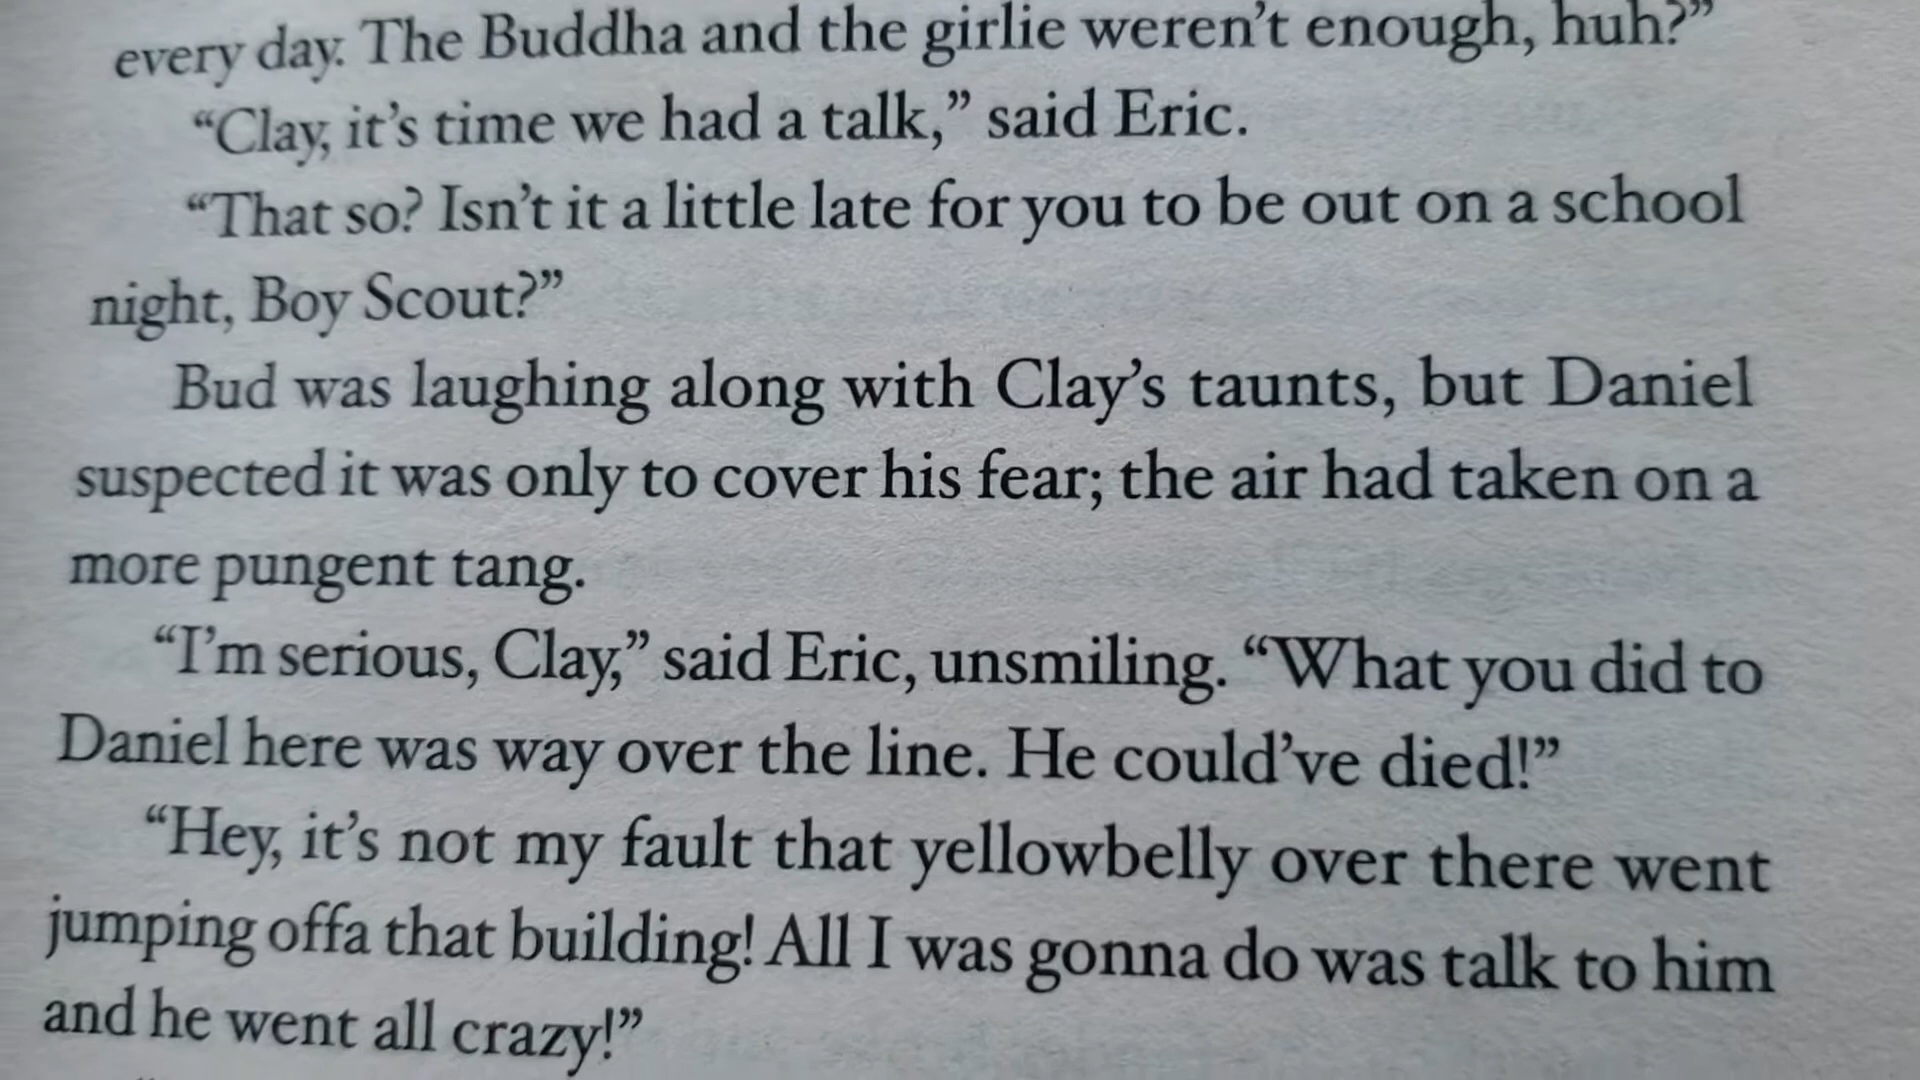 every day. The Buddha and the girlie weren’t enough, huh?”
“Clay, it’s time we had a talk,” said Eric.
“That so? Isn’t it a little late for you to be out on a school
night, Boy Scout?”
Bud was laughing along with Clay’s taunts, but Daniel
suspected it was only to cover his fear; the air had taken on a
more pungent tang.
“I’m serious, Clay,” said Eric, unsmiling. “What you did to
Daniel here was way over the line. He could’ve died!”
“Hey, it’s not my fault that yellowbelly over there went
jumping offa that building! All I was gonna do was talk to him
and he went all crazy!”